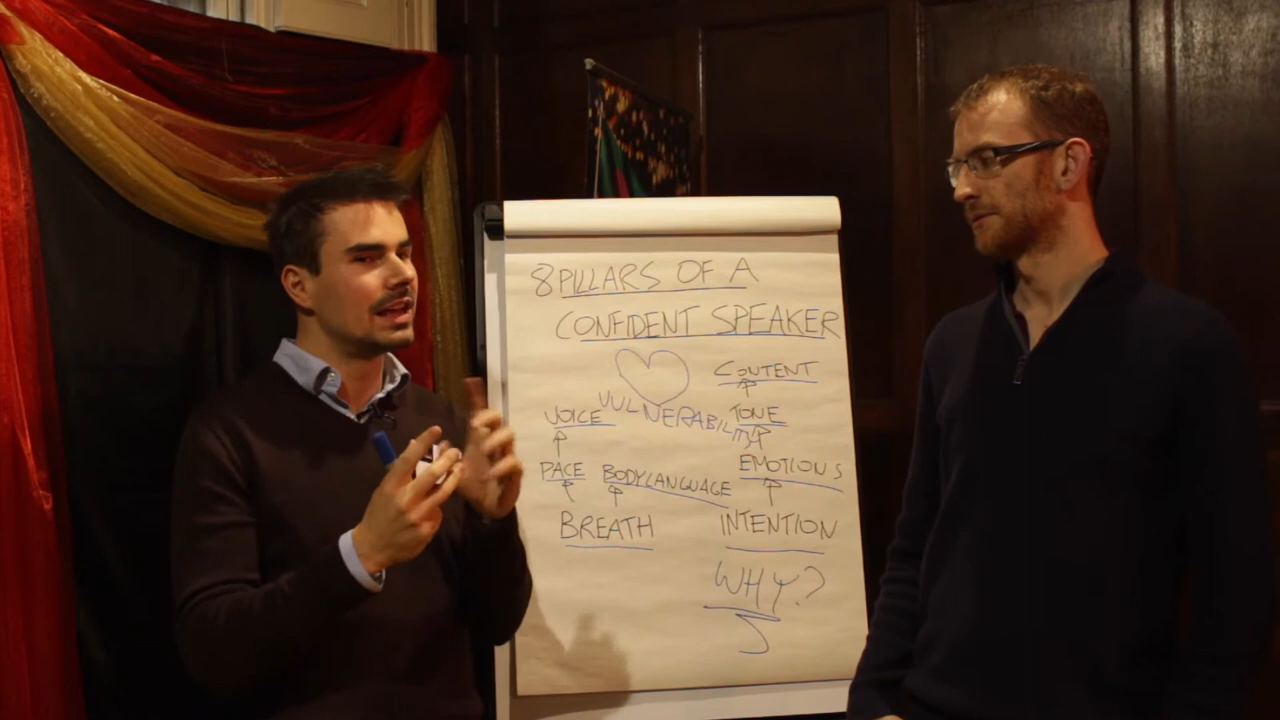 8 PILLARS OF A
CONFIDENT SPEAKER
CONTENT
VOICE VULNERABILITY TONE
PACE BODYLANGUAGE EMOTIONS
BREATH INTENTION
WHY?